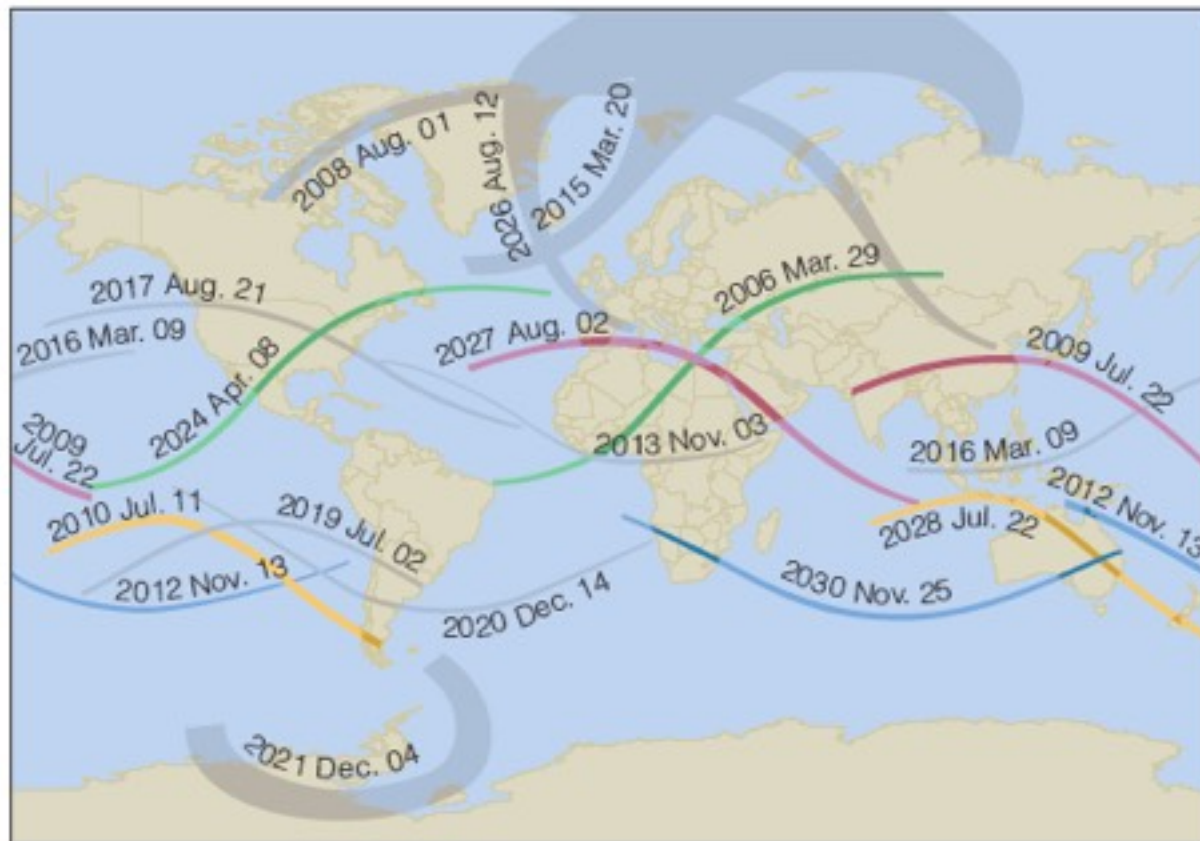 2008 Aug. 01
2026 Aug. 12
2015 Mar. 20
2017 Aug. 21
2006 Mar. 29
2016 Mar. 09
2027 Aug. 02
2009 Jul. 22
2024 Apr. 08
2009
Jul. 22
2013 Nov. 03
2016 Mar. 09
2010 Jul. 11
2019 Jul. 02
2028 Jul. 22
2012 Nov. 13
2012 Nov. 13
2020 Dec. 14
2030 Nov. 25
2021 Dec. 04